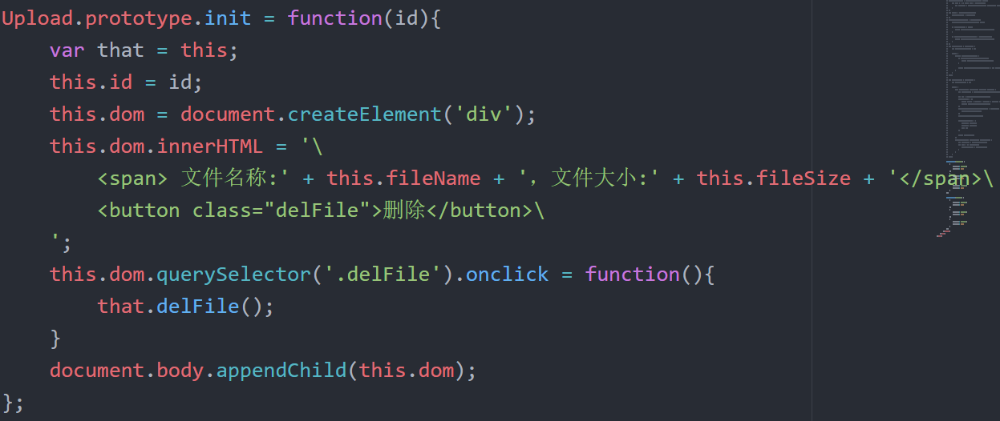 Upload.prototype.init = function(id){
    var that = this;
    this.id = id;
    this.dom = document.createElement('div');
    this.dom.innerHTML = '\
        <span> 文件名称:' + this.fileName + ', 文件大小:' + this.fileSize + '</span>\
        <button class="delFile">删除</button>\
    ';
    this.dom.querySelector('.delFile').onclick = function(){
        that.delFile();
    }
    document.body.appendChild(this.dom);
};